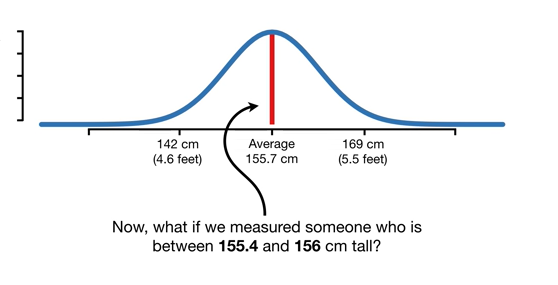 142 cm
(4.6 feet)
Average
155.7 cm
169 cm
(5.5 feet)
Now, what if we measured someone who is
between 155.4 and 156 cm tall?